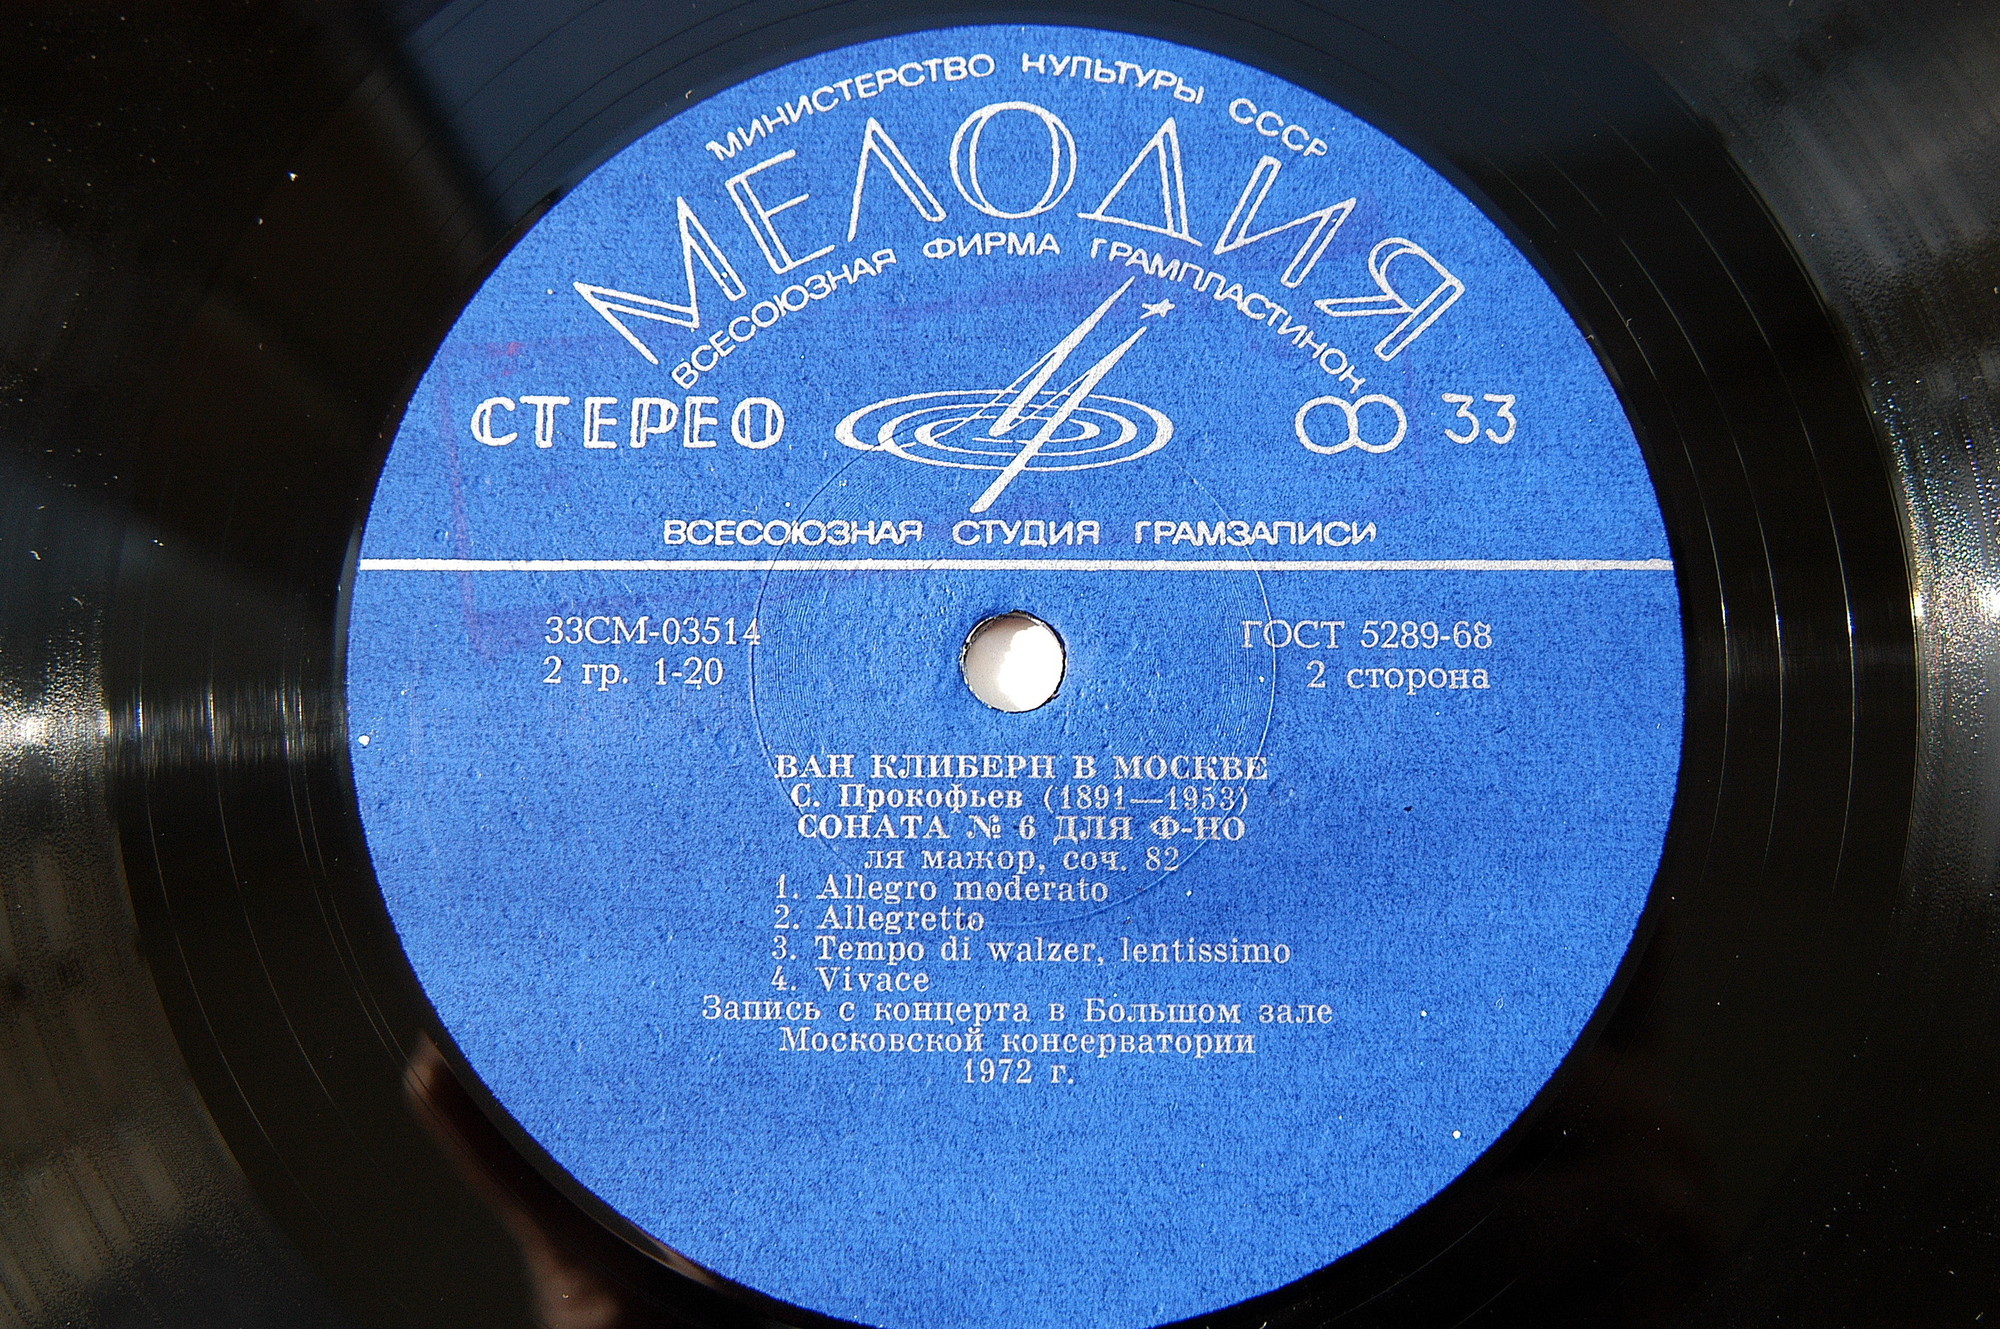 МИНИСТЕРСТВО КУЛЬТУРЫ СССР
МЕЛОДИЯ
ВСЕСОЮЗНАЯ ФИРМА ГРАМПЛАСТИНОК
СТЕРЕО 33
ВСЕСОЮЗНАЯ СТУДИЯ ГРАМЗАПИСИ
33СМ-03514 ГОСТ 5289-68
2 гр. 1-20 2 сторона
ВАН КЛИБЕРН В МОСКВЕ
С. Прокофьев (1891—1953)
СОНАТА № 6 ДЛЯ Ф-НО
ля мажор, соч. 82
1. Allegro moderato
2. Allegretto
3. Tempo di walzer, lentissimo
4. Vivace
Запись с концерта в Большом зале
Московской консерватории
1972 г.